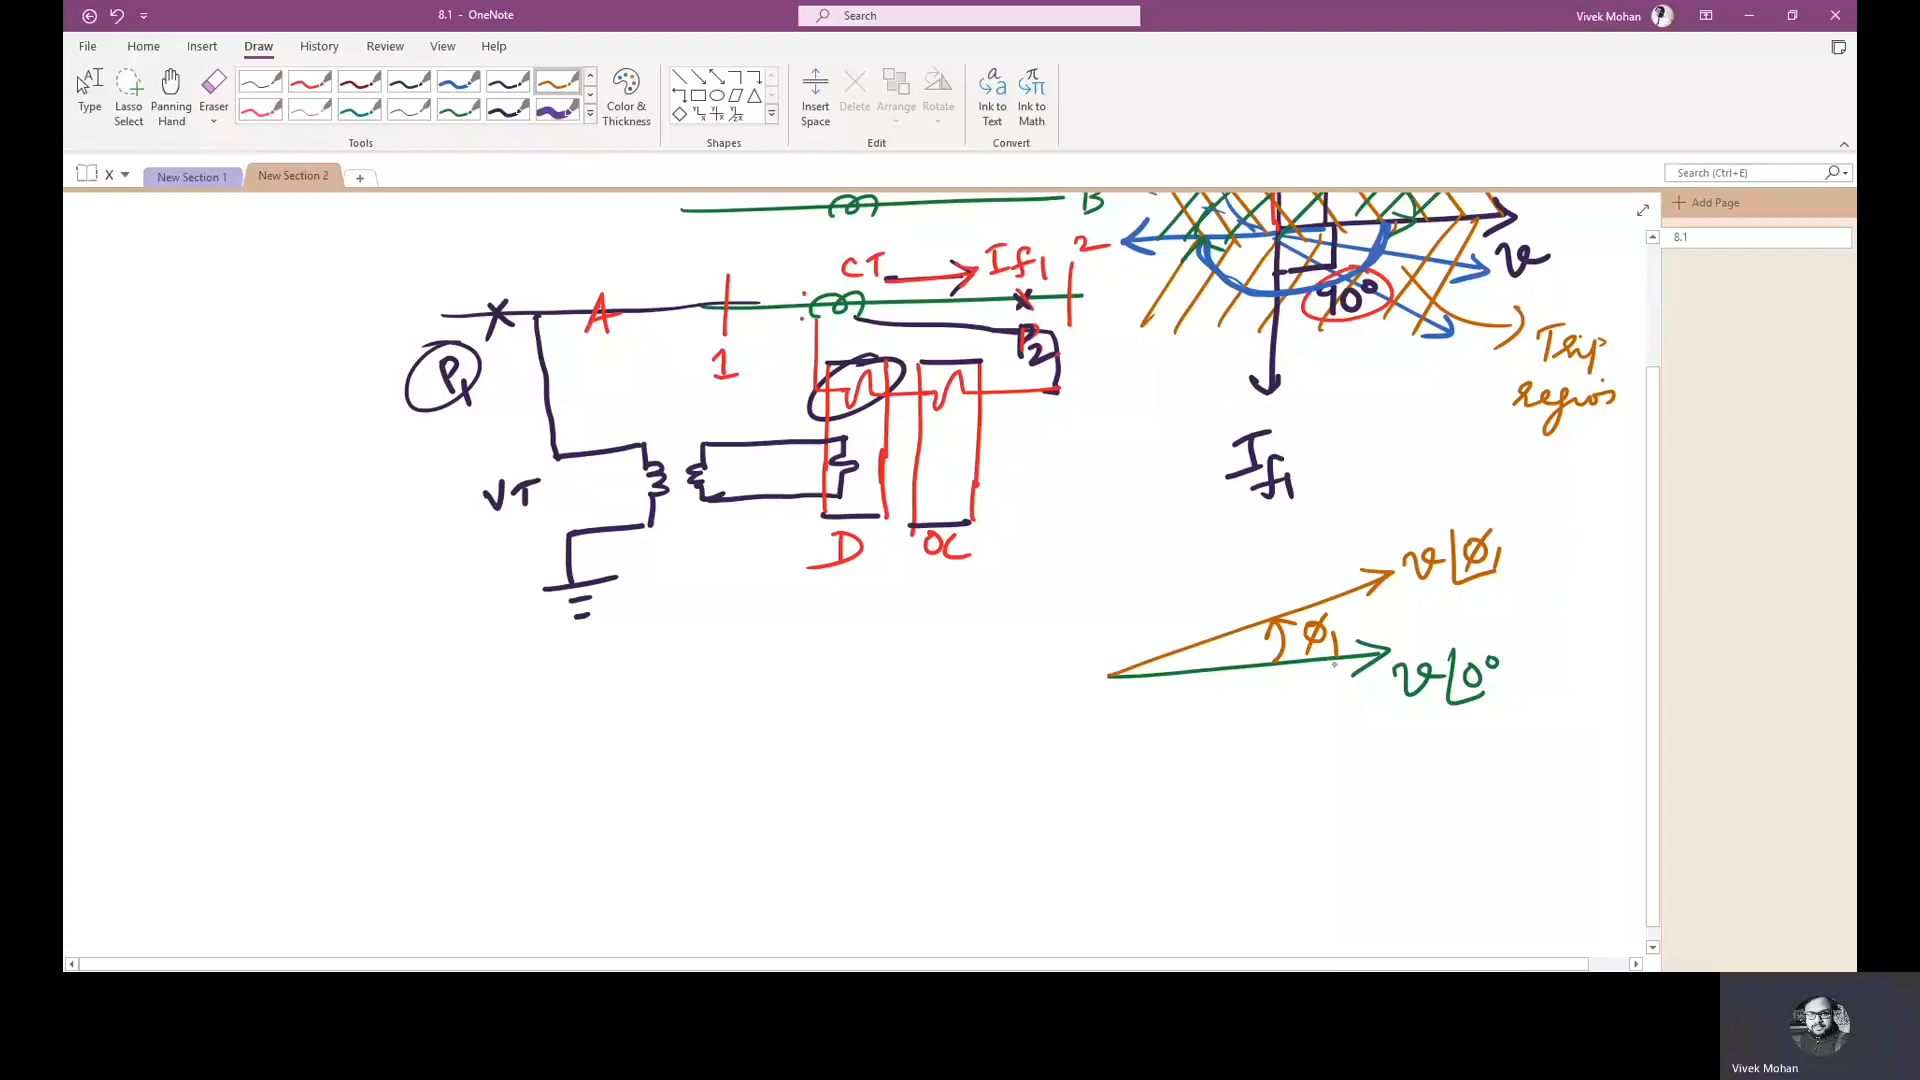 8.1 - OneNote
Search
Vivek Mohan
File Home Insert Draw History Review View Help
Type
Lasso Select
Panning Hand
Eraser
Color & Thickness
Insert Space
Delete
Arrange
Rotate
Ink to Text
Ink to Math
Tools
Shapes
Edit
Convert
X
New Section 1
New Section 2
Search (Ctrl+E)
Add Page
8.1
B
CT
If1
2
A
1
P1
P2
VT
D
OC
v
90°
Trip
If1
v∠φ1
φ1
v∠0°
Vivek Mohan